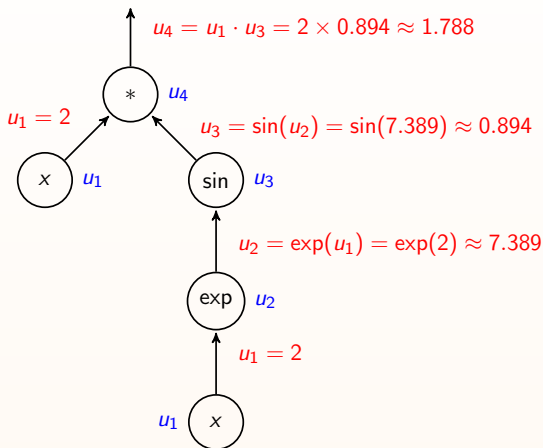 u₄ = u₁ · u₃ = 2 × 0.894 ≈ 1.788
* u₄
u₁ = 2
u₃ = sin(u₂) = sin(7.389) ≈ 0.894
x u₁
sin u₃
u₂ = exp(u₁) = exp(2) ≈ 7.389
exp u₂
u₁ = 2
u₁ x